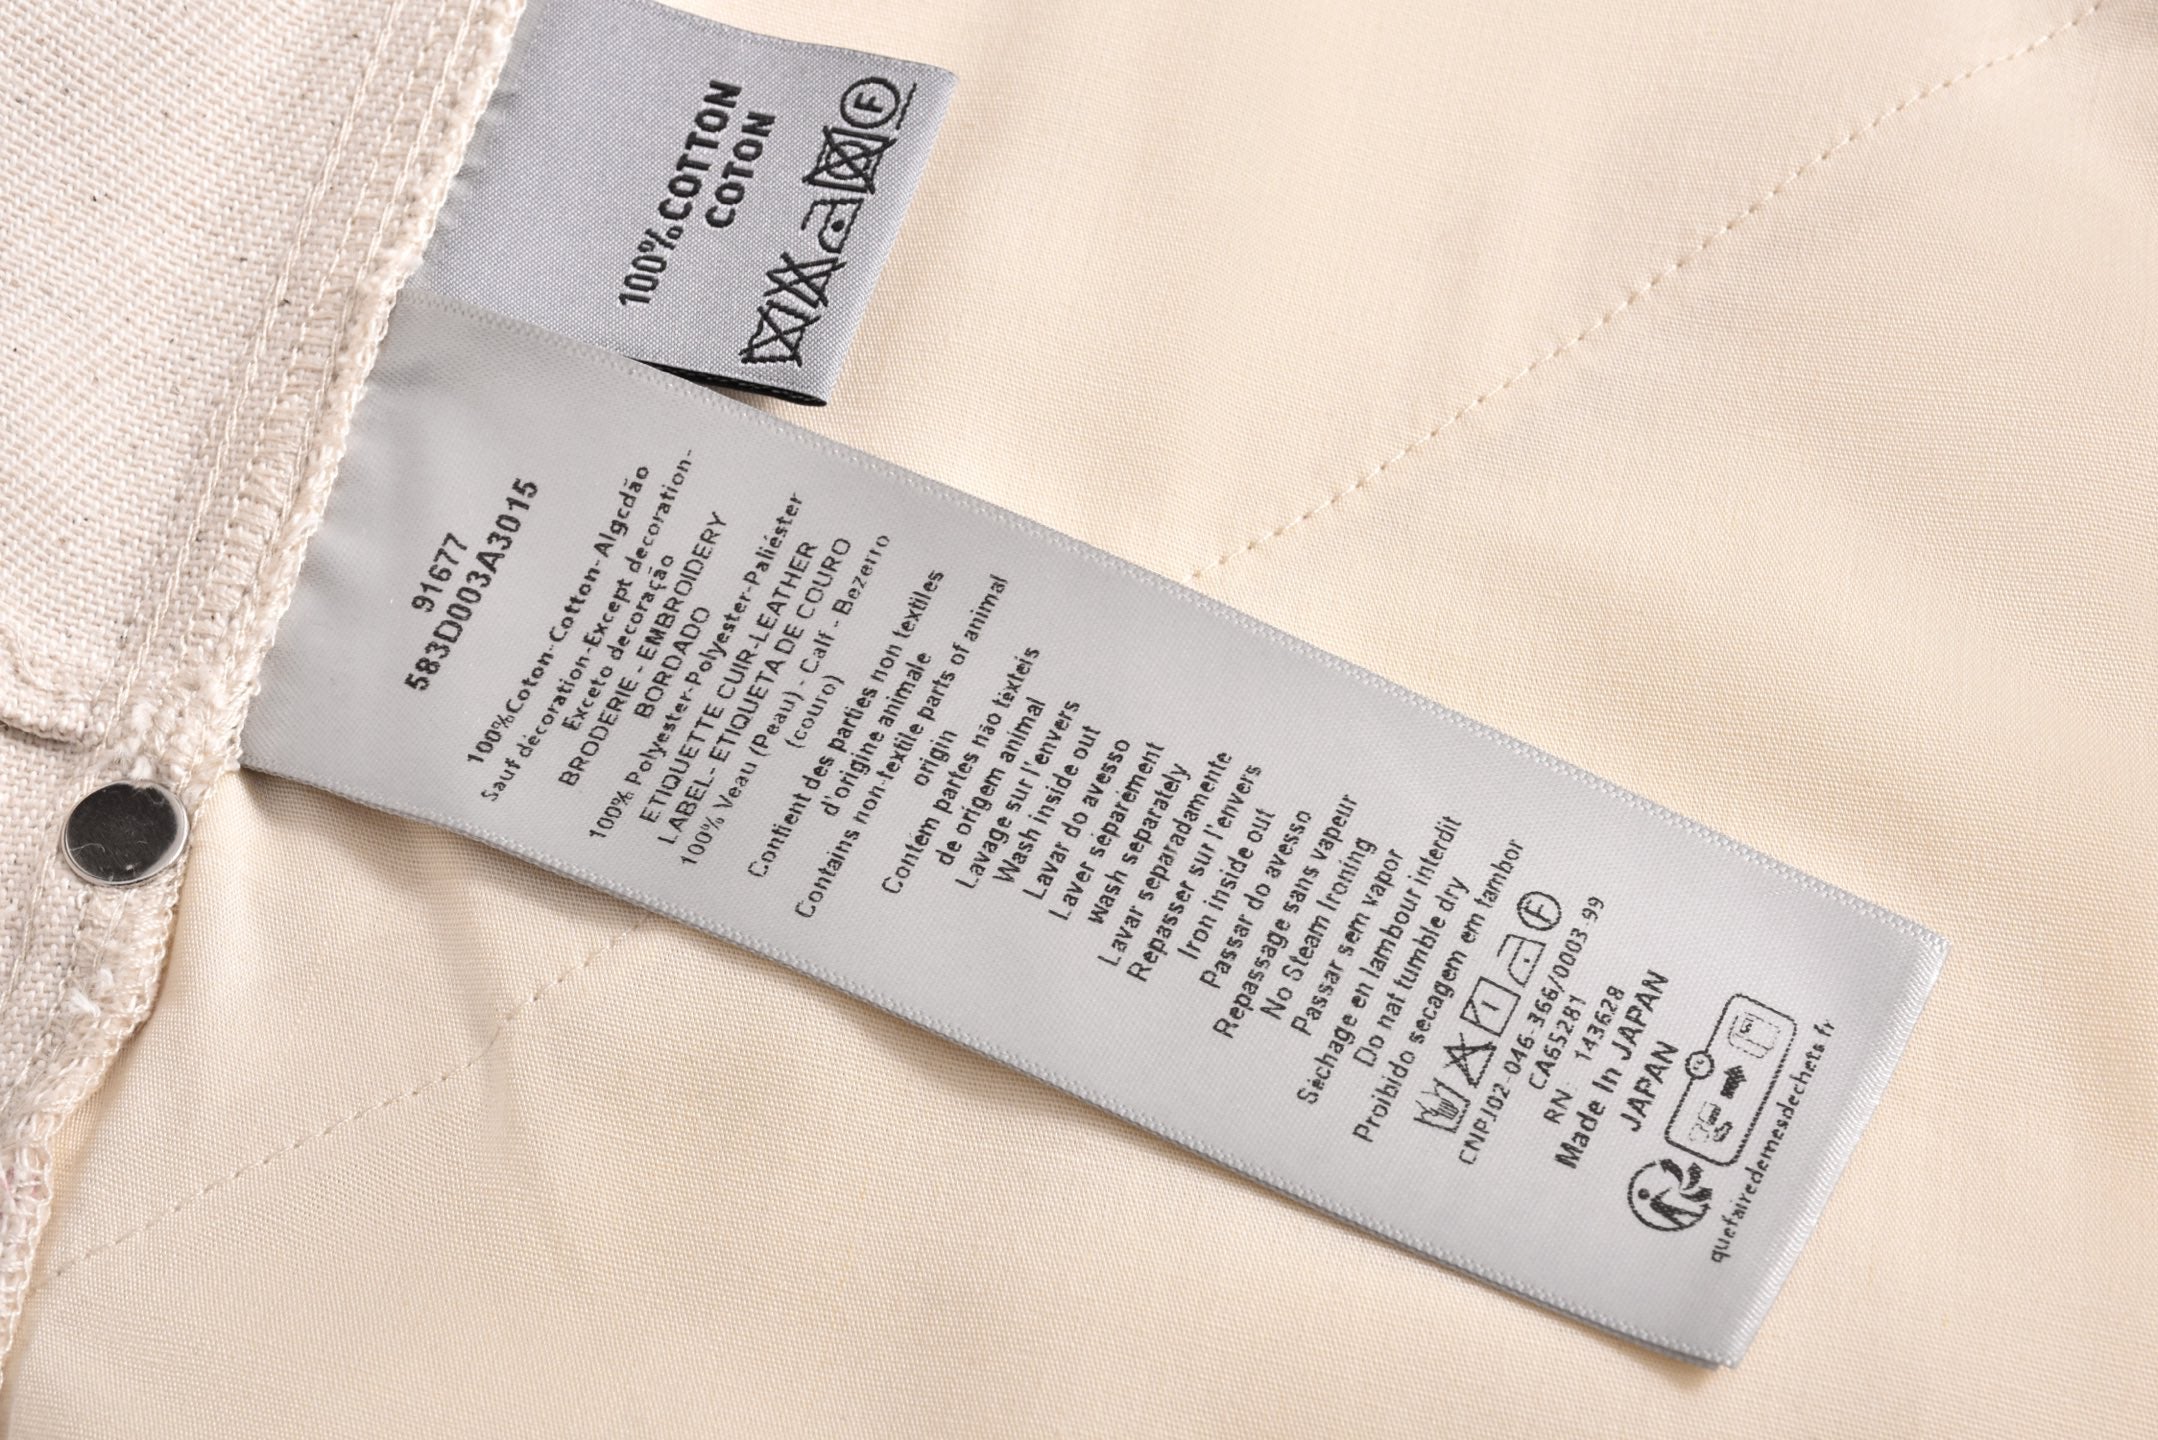 100%COTTON
COTON
F
91677
583D003A3015
100%Coton-Cotton-Algcdão
Sauf décoration-Except decoration-
Exceto decoração
BRODERIE - EMBROIDERY
BORDADO
100% Polyester-Polyester-Paliéster
ETIQUETTE CUIR-LEATHER
LABEL- ETIQUETA DE COURO
100% Veau (Peau) - Calf - Bezerro
(couro)
Contient des parties non textiles
d'origine animale
Contains non-textile parts of animal
origin
Contém partes não têxteis
de origem animal
Lavage sur l'envers
Wash inside out
Lavar do avesso
Laver séparément
Wash separately
Lavar separadamente
Repasser sur l'envers
Iron inside out
Passar do avesso
Repassage sans vapeur
No Steam Ironing
Passar sem vapor
Séchage en lambour interdit
Do nat tumble dry
Proibido secagem em tambor
F
CNPJ02-046-366/0003-99
CA65281
RN 143628
Made In JAPAN
JAPAN
quefairedemesdechets.fr